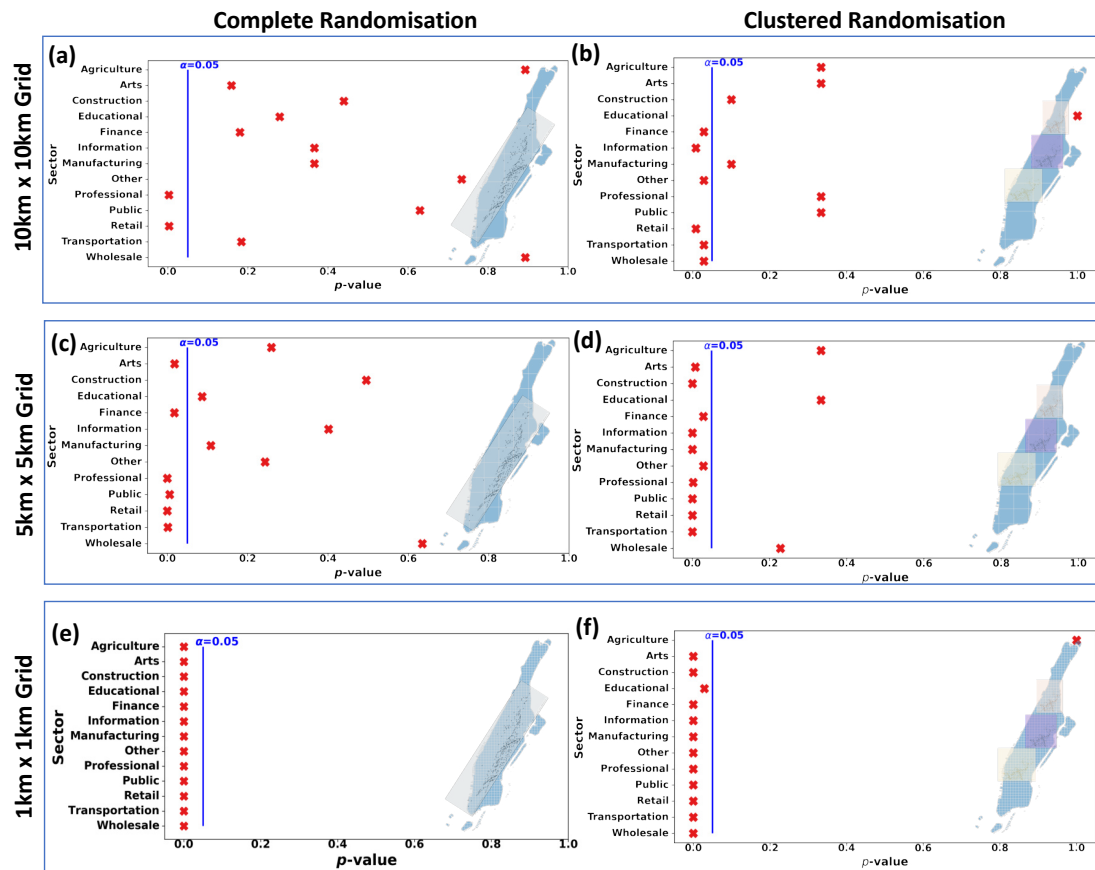 Complete Randomisation
Clustered Randomisation
10km x 10km Grid
(a)
α=0.05
Sector
Agriculture
Arts
Construction
Educational
Finance
Information
Manufacturing
Other
Professional
Public
Retail
Transportation
Wholesale
0.0 0.2 0.4 0.6 0.8 1.0
p-value
(b)
α=0.05
Sector
Agriculture
Arts
Construction
Educational
Finance
Information
Manufacturing
Other
Professional
Public
Retail
Transportation
Wholesale
0.0 0.2 0.4 0.6 0.8 1.0
p-value
5km x 5km Grid
(c)
α=0.05
Sector
Agriculture
Arts
Construction
Educational
Finance
Information
Manufacturing
Other
Professional
Public
Retail
Transportation
Wholesale
0.0 0.2 0.4 0.6 0.8 1.0
p-value
(d)
α=0.05
Sector
Agriculture
Arts
Construction
Educational
Finance
Information
Manufacturing
Other
Professional
Public
Retail
Transportation
Wholesale
0.0 0.2 0.4 0.6 0.8 1.0
p-value
1km x 1km Grid
(e)
α=0.05
Sector
Agriculture
Arts
Construction
Educational
Finance
Information
Manufacturing
Other
Professional
Public
Retail
Transportation
Wholesale
0.0 0.2 0.4 0.6 0.8 1.0
p-value
(f)
α=0.05
Sector
Agriculture
Arts
Construction
Educational
Finance
Information
Manufacturing
Other
Professional
Public
Retail
Transportation
Wholesale
0.0 0.2 0.4 0.6 0.8 1.0
p-value